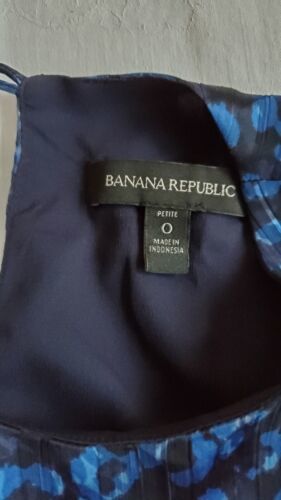 BANANA REPUBLIC
PETITE
0
MADE IN
INDONESIA